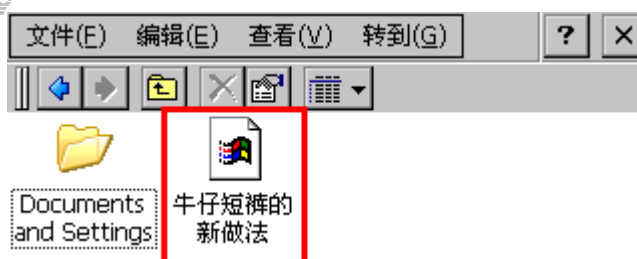 文件(F) 编辑(E) 查看(V) 转到(G) ? ×
Documents
and Settings
牛仔短裤的
新做法